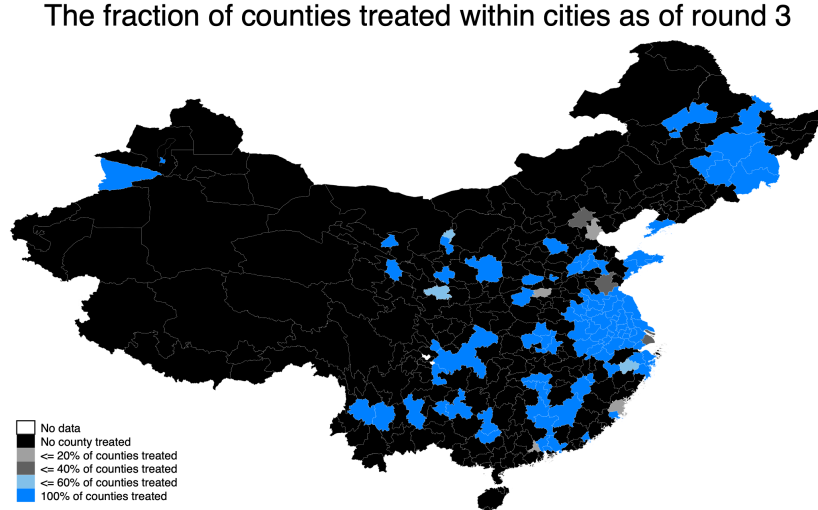 The fraction of counties treated within cities as of round 3
No data
No county treated
<= 20% of counties treated
<= 40% of counties treated
<= 60% of counties treated
100% of counties treated